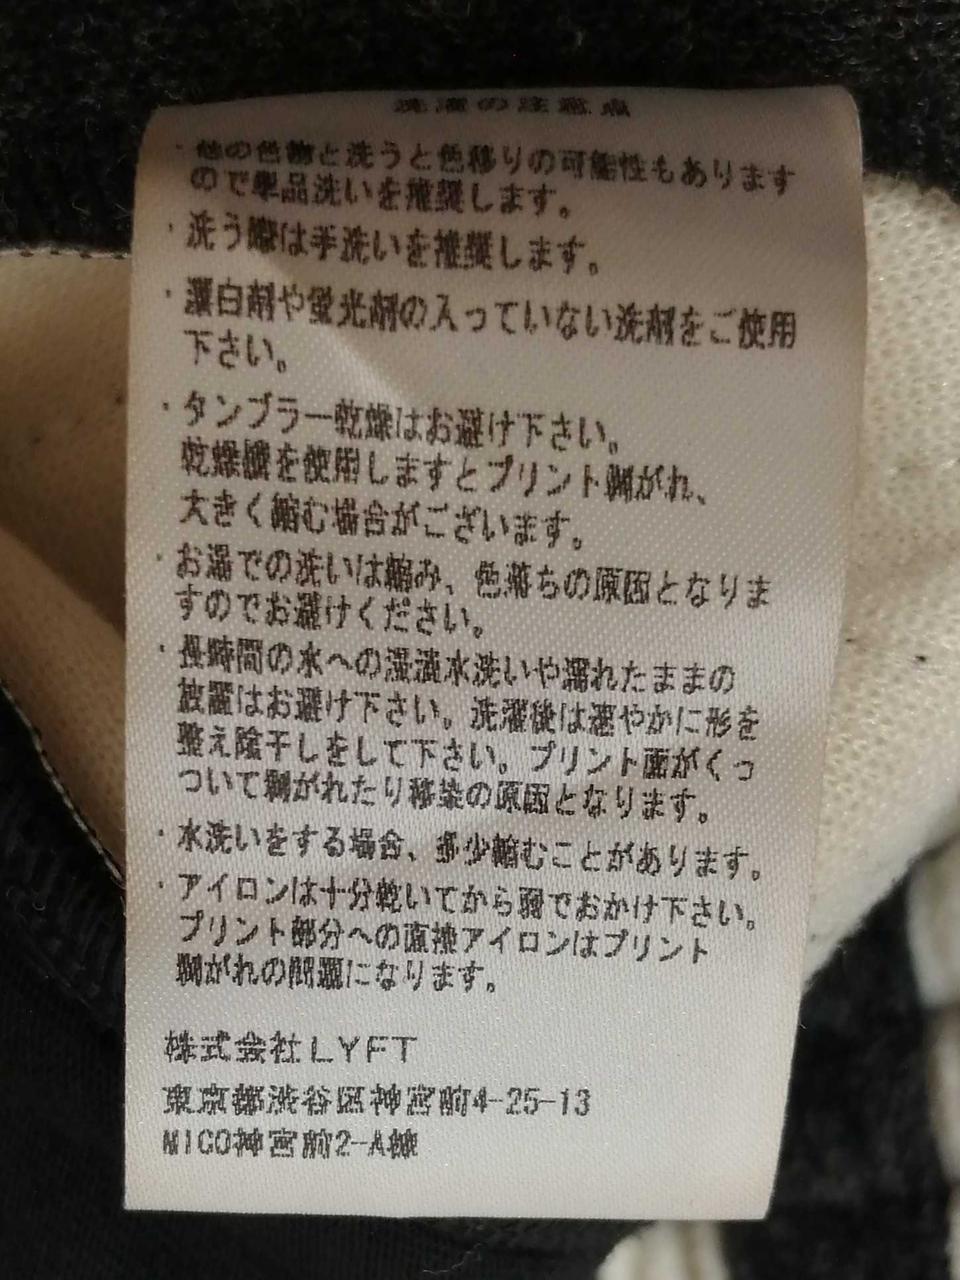 洗濯の注意点
・他の色物と洗うと色移りの可能性もあります
ので単品洗いを推奨します。
・洗う際は手洗いを推奨します。
・漂白剤や蛍光剤の入っていない洗剤をご使用
下さい。
・タンブラー乾燥はお避け下さい。
乾燥機を使用しますとプリント剥がれ、
大きく縮む場合がございます。
・お湯での洗いは縮み、色落ちの原因となりま
すのでお避けください。
・長時間の水への浸漬水洗いや濡れたままの
放置はお避け下さい。洗濯後は速やかに形を
整え陰干しをして下さい。プリント面がくっ
ついて剥がれたり移染の原因となります。
・水洗いをする場合、多少縮むことがあります。
・アイロンは十分乾いてから弱でおかけ下さい。
プリント部分への直接アイロンはプリント
剥がれの問題になります。
株式会社LYFT
東京都渋谷区神宮前4-25-13
MICO神宮前2-A棟